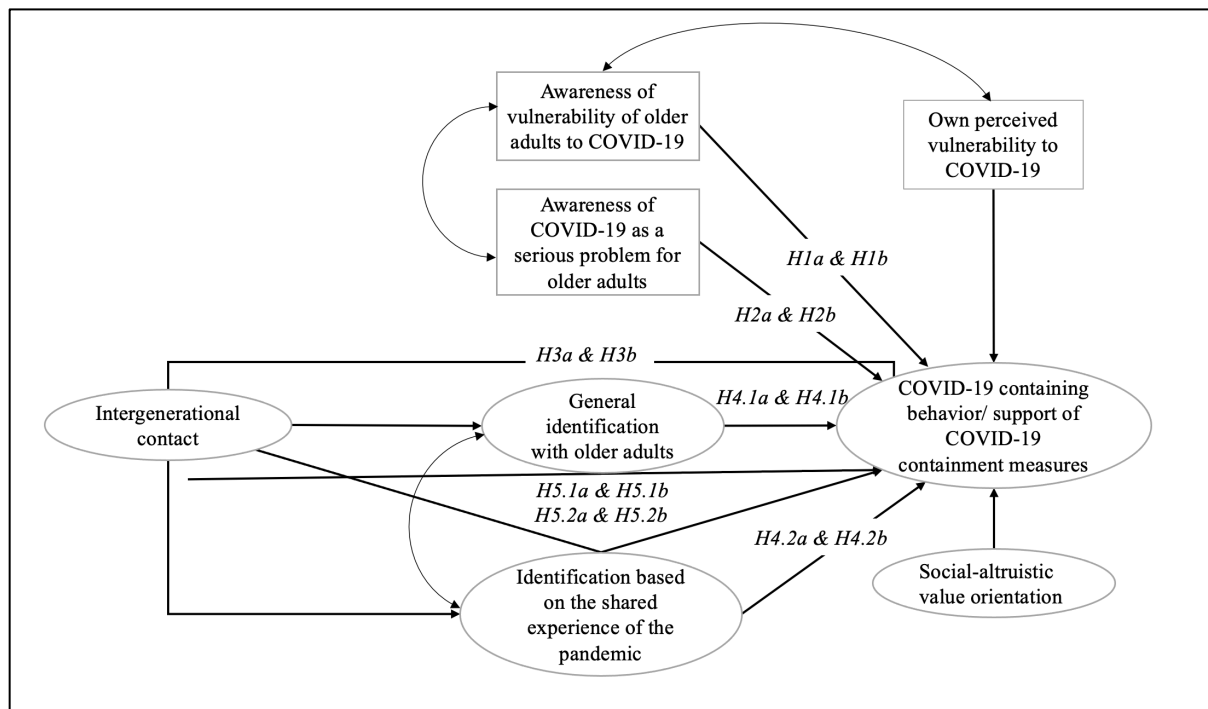 Awareness of
vulnerability of older
adults to COVID-19
Own perceived
vulnerability to
COVID-19
Awareness of
COVID-19 as a
serious problem for
older adults
H1a & H1b
H2a & H2b
H3a & H3b
Intergenerational
contact
General
identification
with older adults
H4.1a & H4.1b
COVID-19 containing
behavior/ support of
COVID-19
containment measures
H5.1a & H5.1b
H5.2a & H5.2b
H4.2a & H4.2b
Identification based
on the shared
experience of the
pandemic
Social-altruistic
value orientation